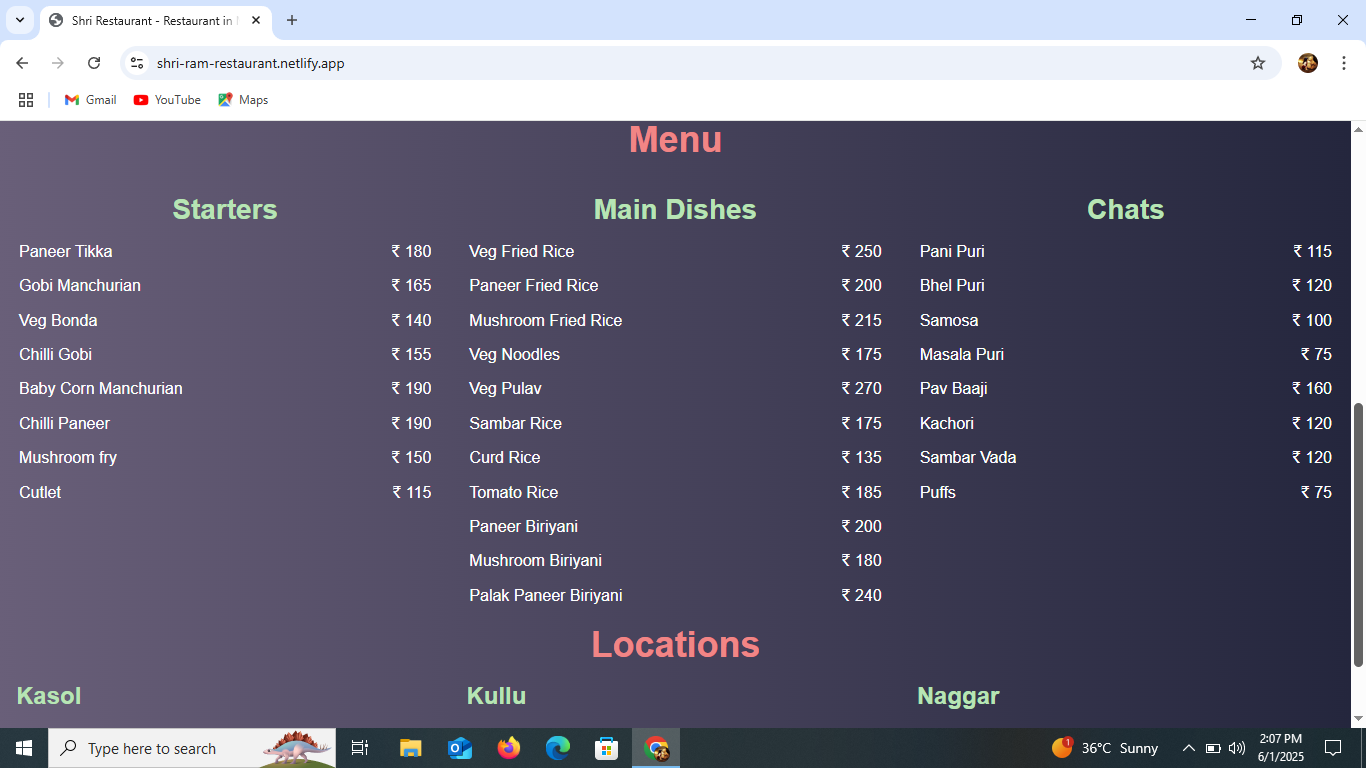 Shri Restaurant - Restaurant in
shri-ram-restaurant.netlify.app
Gmail YouTube Maps
Menu
Starters
Paneer Tikka ₹ 180
Gobi Manchurian ₹ 165
Veg Bonda ₹ 140
Chilli Gobi ₹ 155
Baby Corn Manchurian ₹ 190
Chilli Paneer ₹ 190
Mushroom fry ₹ 150
Cutlet ₹ 115
Main Dishes
Veg Fried Rice ₹ 250
Paneer Fried Rice ₹ 200
Mushroom Fried Rice ₹ 215
Veg Noodles ₹ 175
Veg Pulav ₹ 270
Sambar Rice ₹ 175
Curd Rice ₹ 135
Tomato Rice ₹ 185
Paneer Biriyani ₹ 200
Mushroom Biriyani ₹ 180
Palak Paneer Biriyani ₹ 240
Chats
Pani Puri ₹ 115
Bhel Puri ₹ 120
Samosa ₹ 100
Masala Puri ₹ 75
Pav Baaji ₹ 160
Kachori ₹ 120
Sambar Vada ₹ 120
Puffs ₹ 75
Locations
Kasol Kullu Naggar
Type here to search
1
36°C Sunny
2:07 PM
6/1/2025